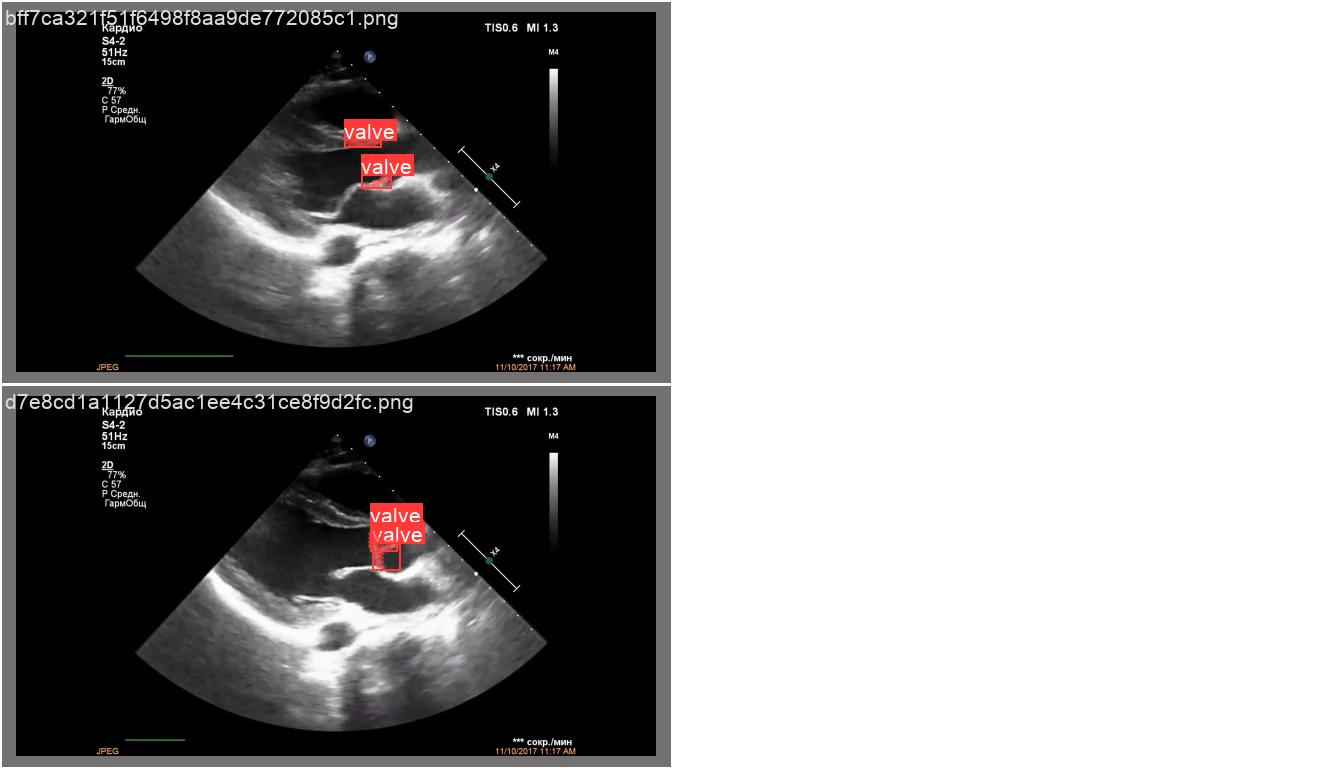 bff7ca321f51f6498f8aa9de772085c1.png
Кардио
S4-2
51Hz
15cm
2D
77%
C 57
P Средн.
ГармОбщ
TIS0.6 MI 1.3
M4
P
valve
valve
X4
*** сокр./мин
JPEG
11/10/2017 11:17 AM
d7e8cd1a1127d5ac1ee4c31ce8f9d2fc.png
Кардио
S4-2
51Hz
15cm
2D
77%
C 57
P Средн.
ГармОбщ
TIS0.6 MI 1.3
M4
P
valve
valve
X4
*** сокр./мин
JPEG
11/10/2017 11:17 AM